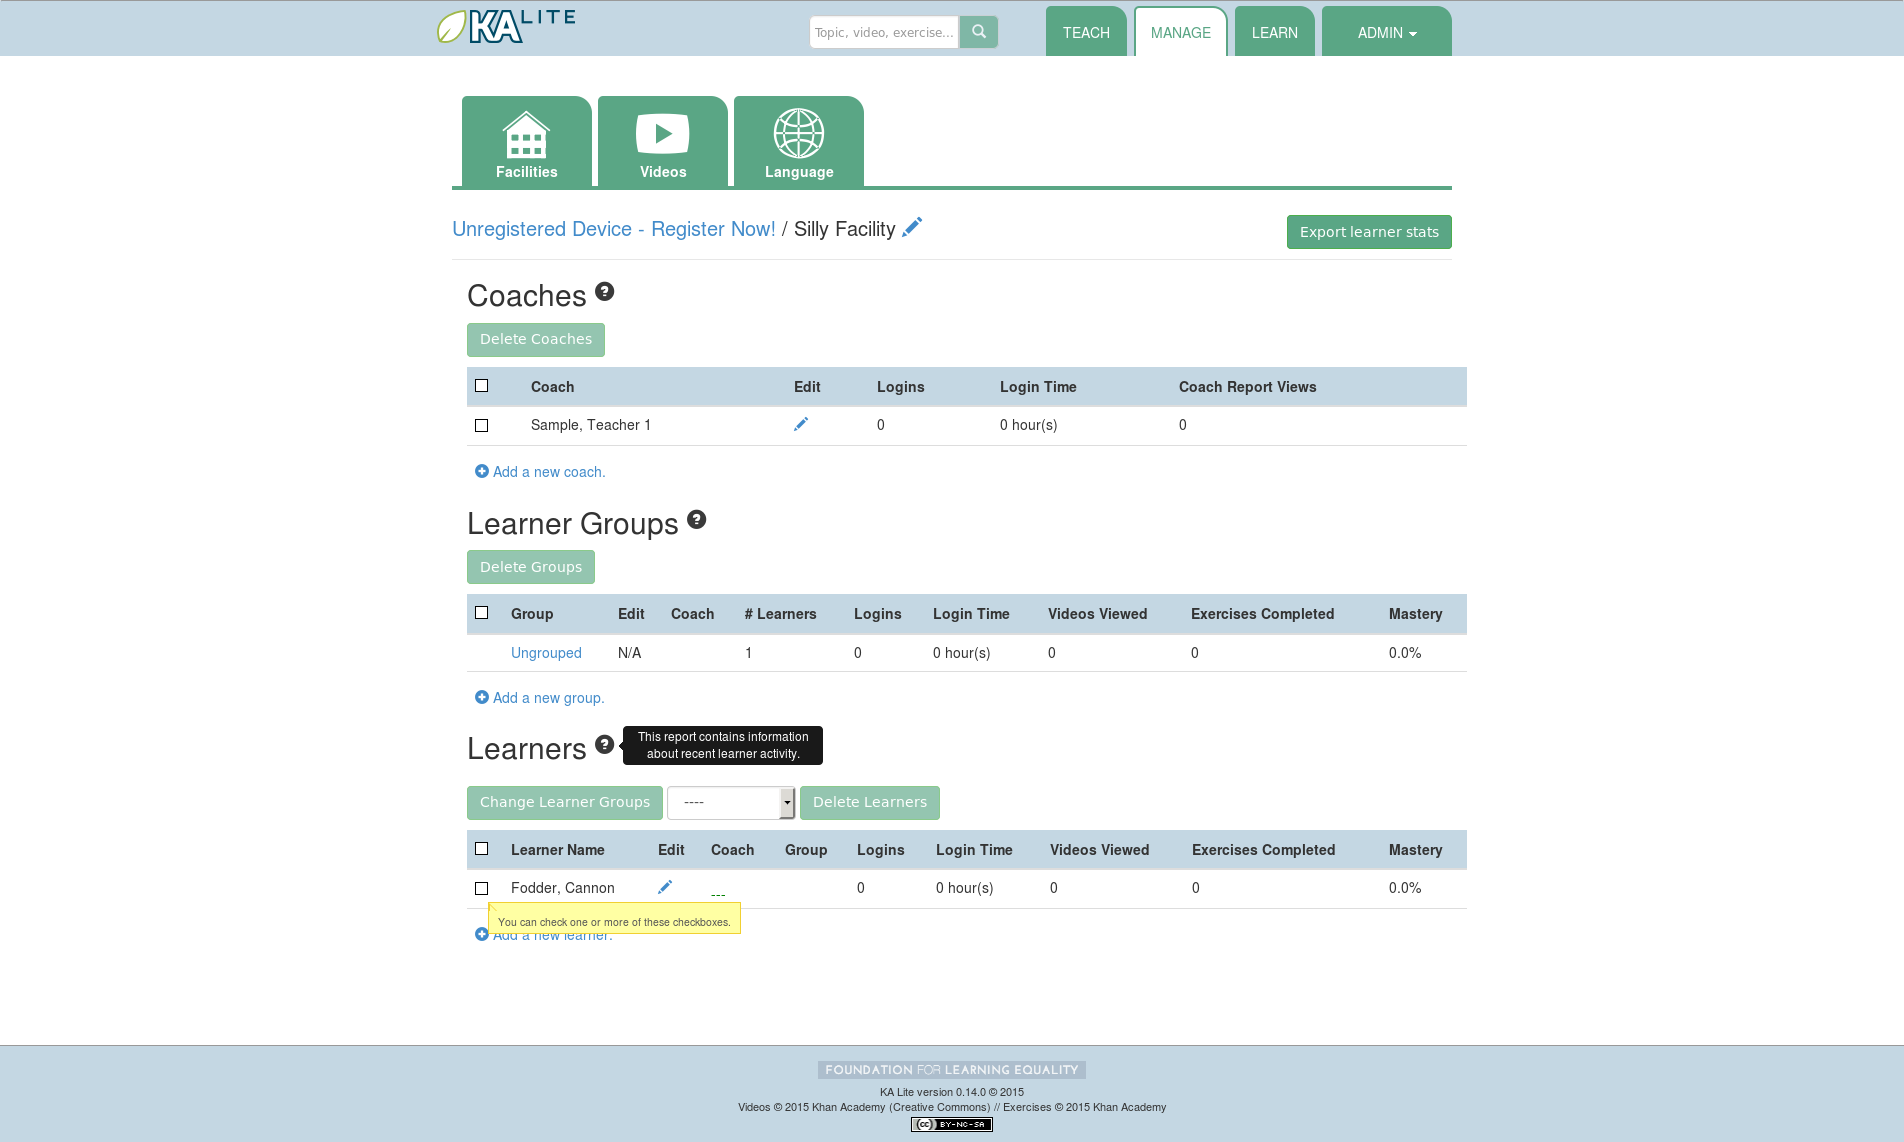 KA LITE
Topic, video, exercise...
TEACH
MANAGE
LEARN
ADMIN
Facilities
Videos
Language
Unregistered Device - Register Now! / Silly Facility
Export learner stats
Coaches
Delete Coaches
Coach Edit Logins Login Time Coach Report Views
Sample, Teacher 1 0 0 hour(s) 0
Add a new coach.
Learner Groups
Delete Groups
Group Edit Coach # Learners Logins Login Time Videos Viewed Exercises Completed Mastery
Ungrouped N/A 1 0 0 hour(s) 0 0 0.0%
Add a new group.
Learners
This report contains information
about recent learner activity.
Change Learner Groups ---- Delete Learners
Learner Name Edit Coach Group Logins Login Time Videos Viewed Exercises Completed Mastery
Fodder, Cannon --- 0 0 hour(s) 0 0 0.0%
You can check one or more of these checkboxes.
Add a new learner.
FOUNDATION FOR LEARNING EQUALITY
KA Lite version 0.14.0 © 2015
Videos © 2015 Khan Academy (Creative Commons) // Exercises © 2015 Khan Academy
cc BY-NC-SA